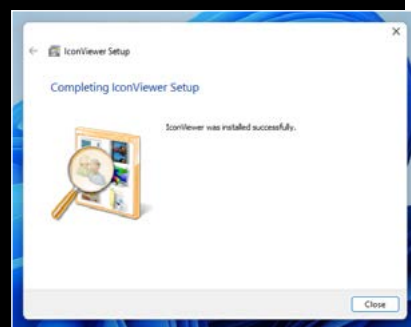 IconViewer Setup
Completing IconViewer Setup
IconViewer was installed successfully.
Close